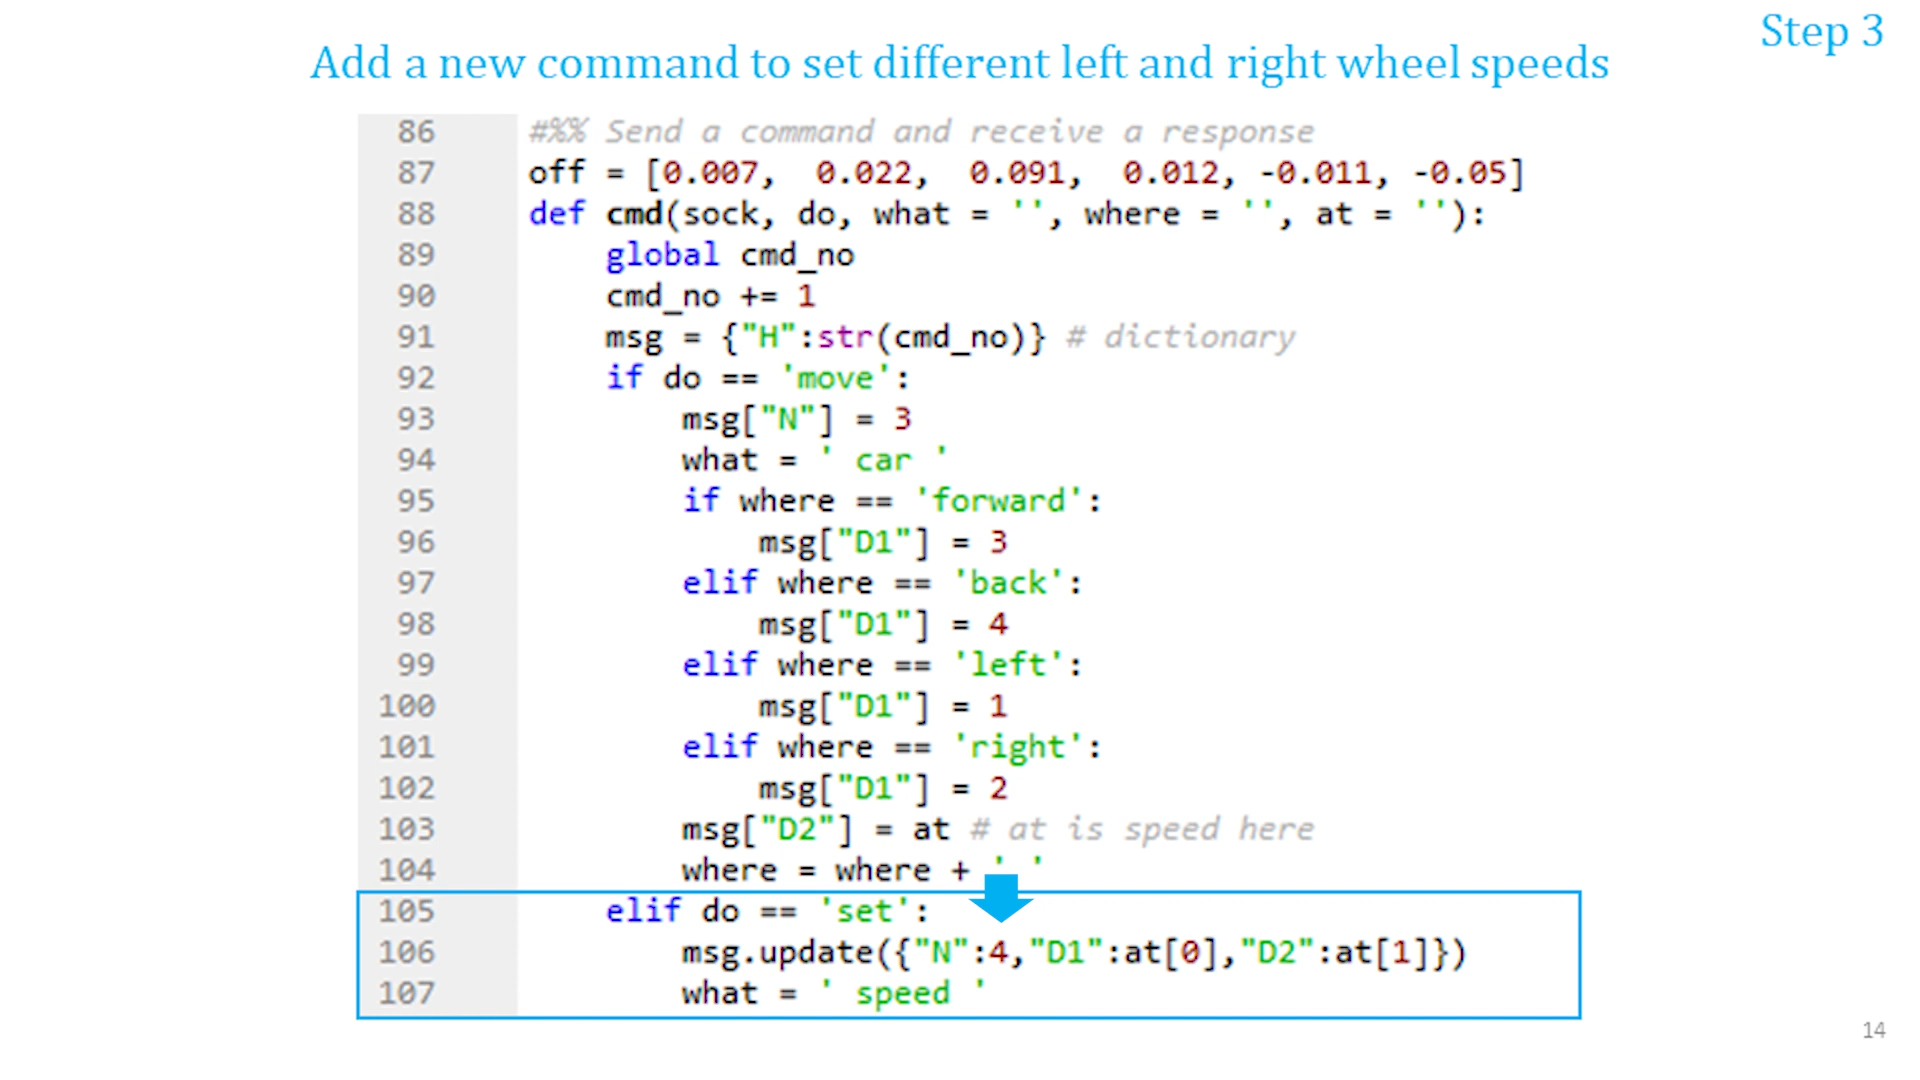 Step 3
Add a new command to set different left and right wheel speeds
86 #%% Send a command and receive a response
87 off = [0.007, 0.022, 0.091, 0.012, -0.011, -0.05]
88 def cmd(sock, do, what = '', where = '', at = ''):
89     global cmd_no
90     cmd_no += 1
91     msg = {"H":str(cmd_no)} # dictionary
92     if do == 'move':
93         msg["N"] = 3
94         what = ' car '
95         if where == 'forward':
96             msg["D1"] = 3
97         elif where == 'back':
98             msg["D1"] = 4
99         elif where == 'left':
100             msg["D1"] = 1
101         elif where == 'right':
102             msg["D1"] = 2
103         msg["D2"] = at # at is speed here
104         where = where + ' '
105     elif do == 'set':
106         msg.update({"N":4,"D1":at[0],"D2":at[1]})
107         what = ' speed '
14